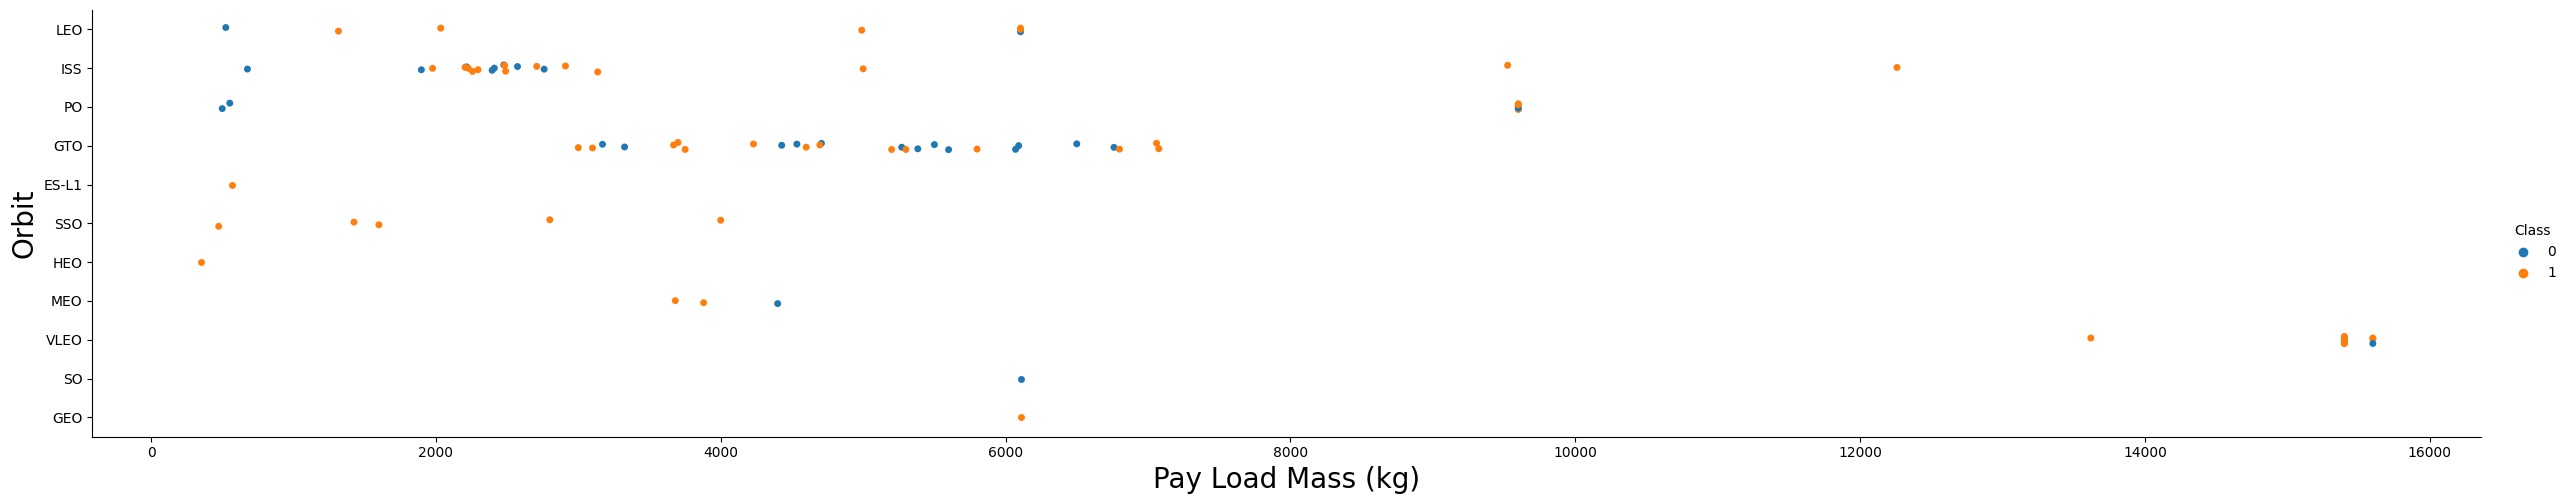 LEO
ISS
PO
GTO
ES-L1
SSO
HEO
MEO
VLEO
SO
GEO
Orbit
0 2000 4000 6000 8000 10000 12000 14000 16000
Pay Load Mass (kg)
Class
0
1